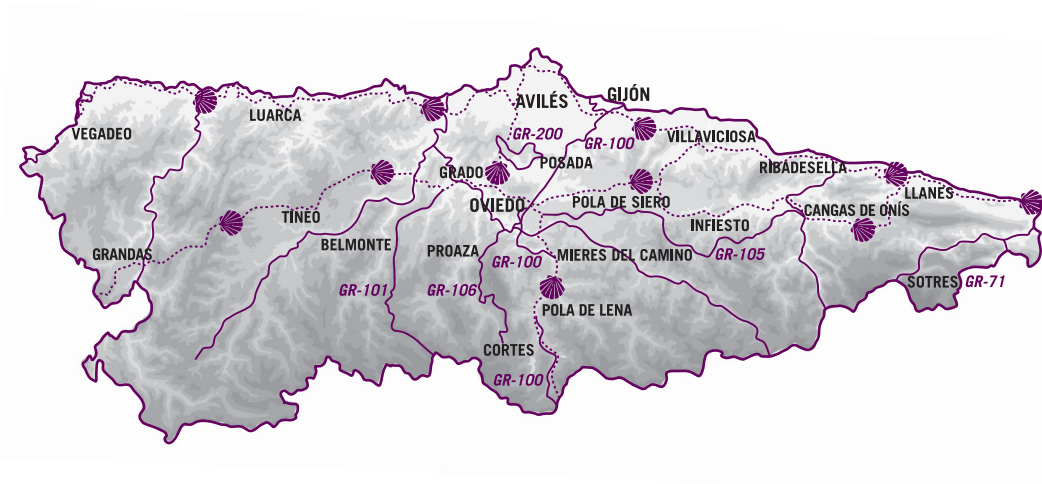 AVILÉS
GIJÓN
LUARCA
VEGADEO
GR-200
GR-100
VILLAVICIOSA
POSADA
GRADO
RIBADESELLA
LLANES
OVIEDO
POLA DE SIERO
CANGAS DE ONÍS
TÍNEO
INFIESTO
BELMONTE
GRANDAS
PROAZA
GR-100
MIERES DEL CAMINO
GR-105
SOTRES
GR-71
GR-101
GR-106
POLA DE LENA
CORTES
GR-100